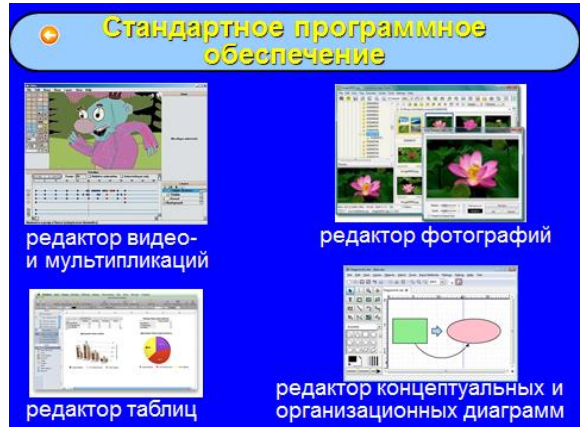 Стандартное программное
обеспечение
редактор видео-
и мультипликаций
редактор фотографий
редактор таблиц
редактор концептуальных и
организационных диаграмм